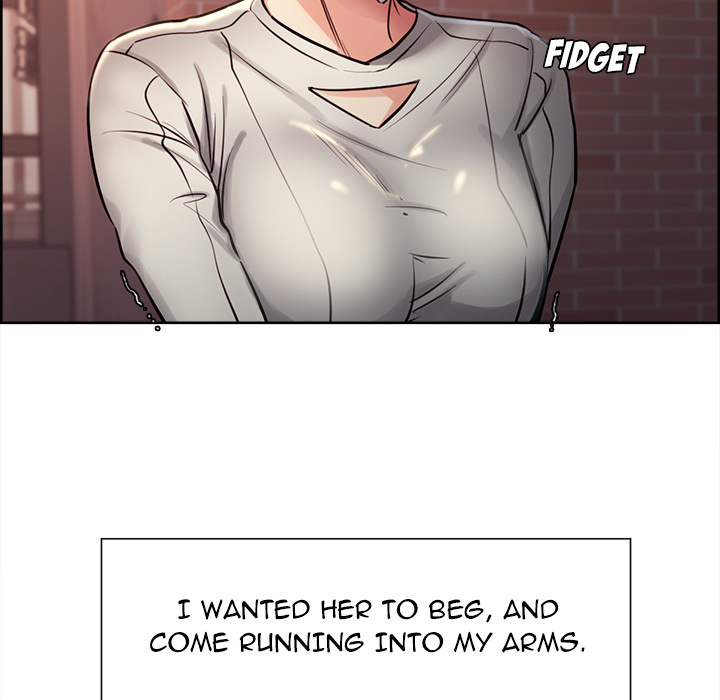 FIDGET
I WANTED HER TO BEG, AND
COME RUNNING INTO MY ARMS.